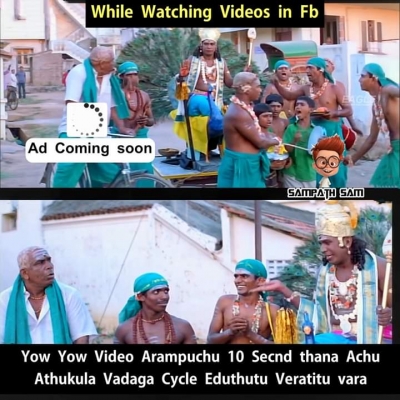 While Watching Videos in Fb
Ad Coming soon
SAMPATH SAM
Yow Yow Video Arampuchu 10 Secnd thana Achu
Athukula Vadaga Cycle Eduthutu Veratitu vara